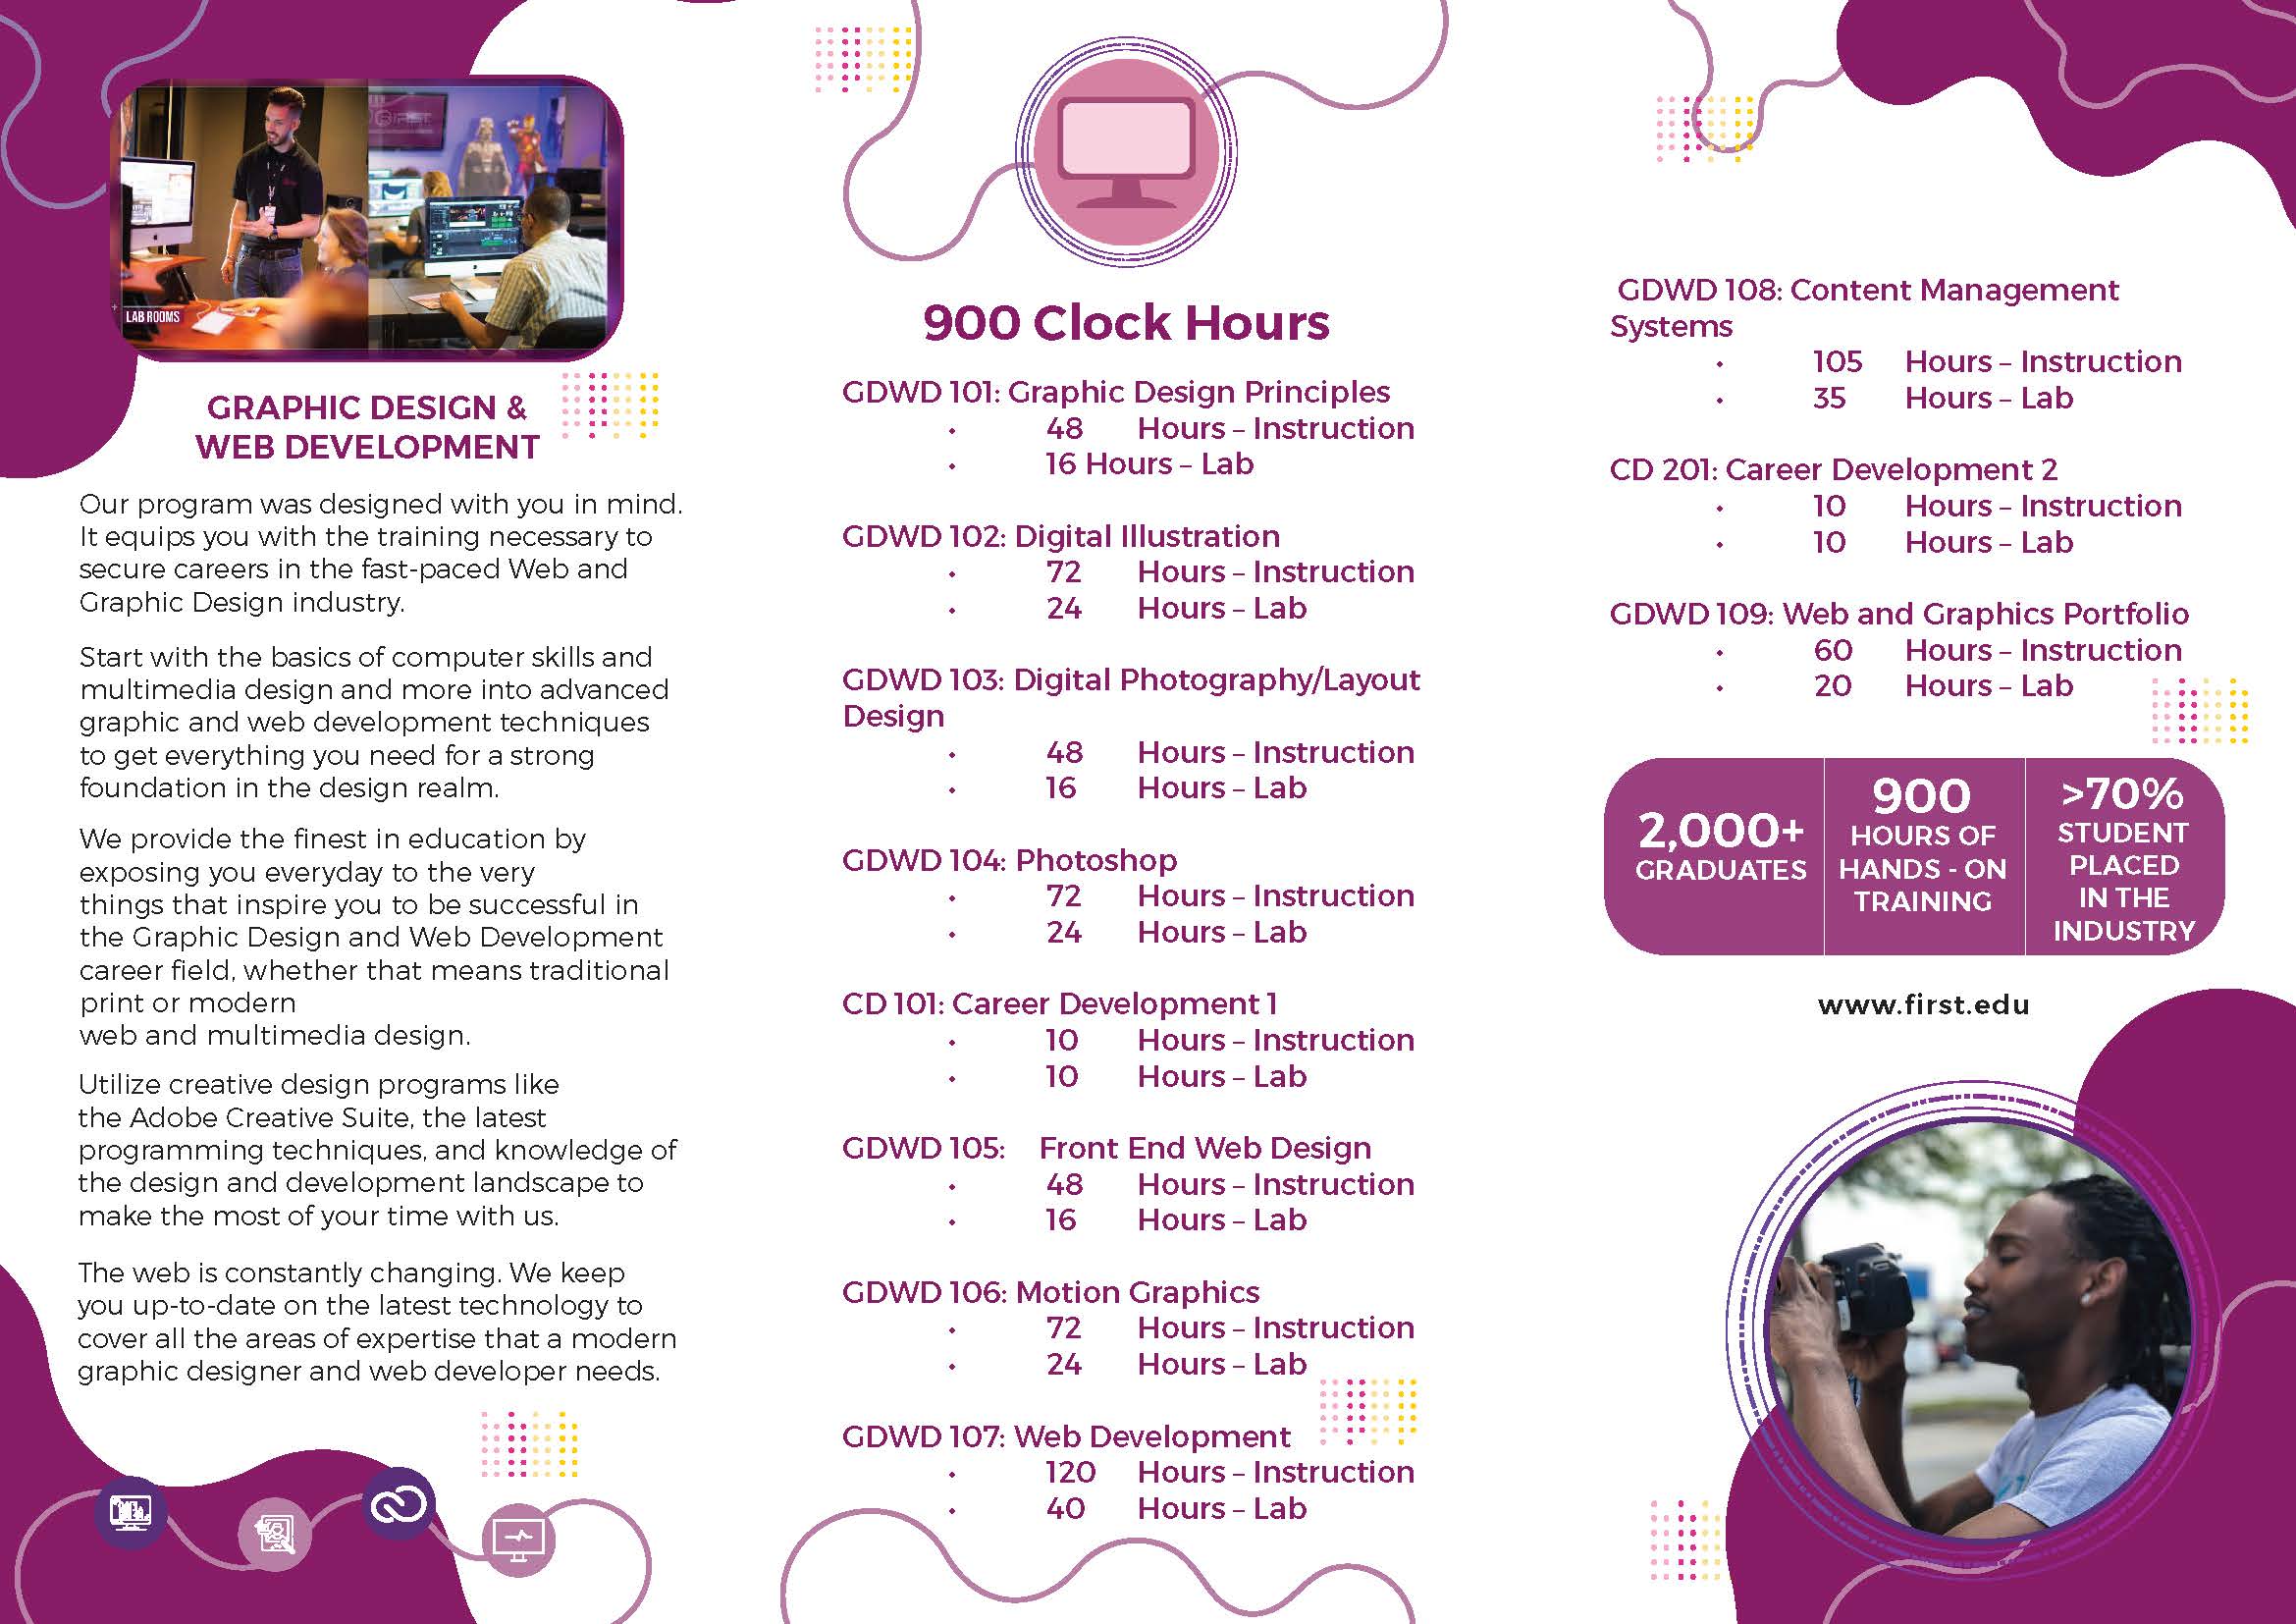 LAB ROOMS
GRAPHIC DESIGN &
WEB DEVELOPMENT
Our program was designed with you in mind.
It equips you with the training necessary to
secure careers in the fast-paced Web and
Graphic Design industry.
Start with the basics of computer skills and
multimedia design and more into advanced
graphic and web development techniques
to get everything you need for a strong
foundation in the design realm.
We provide the finest in education by
exposing you everyday to the very
things that inspire you to be successful in
the Graphic Design and Web Development
career field, whether that means traditional
print or modern
web and multimedia design.
Utilize creative design programs like
the Adobe Creative Suite, the latest
programming techniques, and knowledge of
the design and development landscape to
make the most of your time with us.
The web is constantly changing. We keep
you up-to-date on the latest technology to
cover all the areas of expertise that a modern
graphic designer and web developer needs.
900 Clock Hours
GDWD 101: Graphic Design Principles
• 48 Hours – Instruction
• 16 Hours – Lab
GDWD 102: Digital Illustration
• 72 Hours – Instruction
• 24 Hours – Lab
GDWD 103: Digital Photography/Layout
Design
• 48 Hours – Instruction
• 16 Hours – Lab
GDWD 104: Photoshop
• 72 Hours – Instruction
• 24 Hours – Lab
CD 101: Career Development 1
• 10 Hours – Instruction
• 10 Hours – Lab
GDWD 105: Front End Web Design
• 48 Hours – Instruction
• 16 Hours – Lab
GDWD 106: Motion Graphics
• 72 Hours – Instruction
• 24 Hours – Lab
GDWD 107: Web Development
• 120 Hours – Instruction
• 40 Hours – Lab
GDWD 108: Content Management
Systems
• 105 Hours – Instruction
• 35 Hours – Lab
CD 201: Career Development 2
• 10 Hours – Instruction
• 10 Hours – Lab
GDWD 109: Web and Graphics Portfolio
• 60 Hours – Instruction
• 20 Hours – Lab
2,000+
GRADUATES
900
HOURS OF
HANDS - ON
TRAINING
>70%
STUDENT
PLACED
IN THE
INDUSTRY
www.first.edu